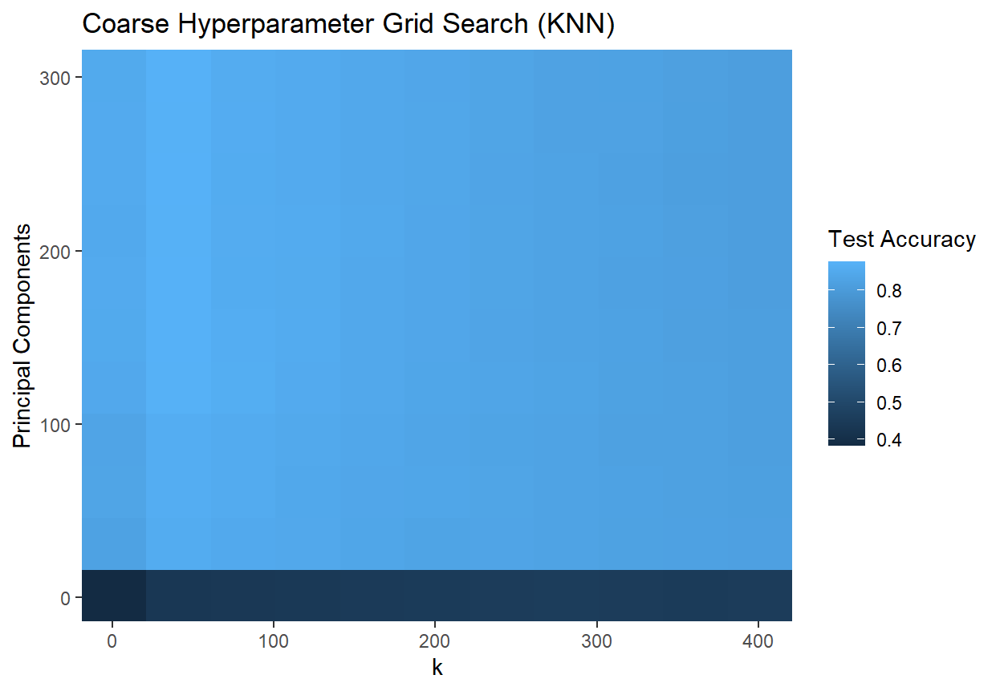 Coarse Hyperparameter Grid Search (KNN)
Principal Components
300
200
100
0
0 100 200 300 400
k
Test Accuracy
0.8
0.7
0.6
0.5
0.4